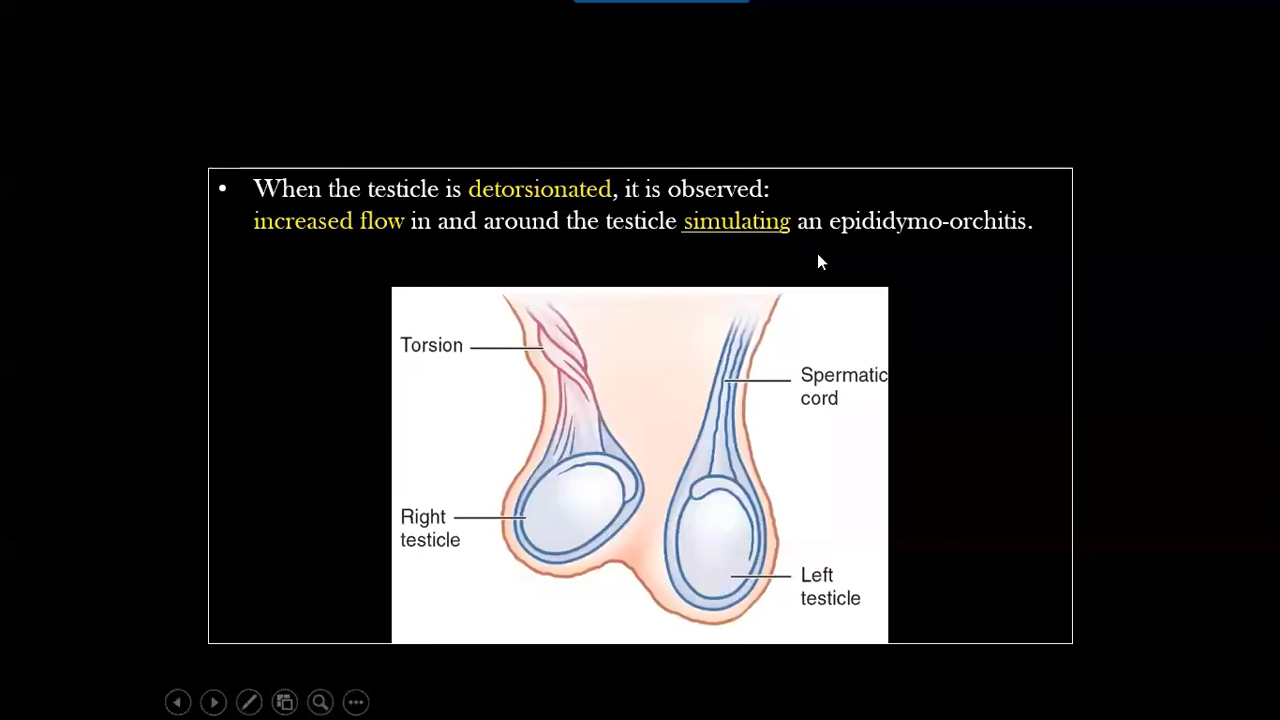 • When the testicle is detorsionated, it is observed:
increased flow in and around the testicle simulating an epididymo-orchitis.
Torsion
Spermatic
cord
Right
testicle
Left
testicle